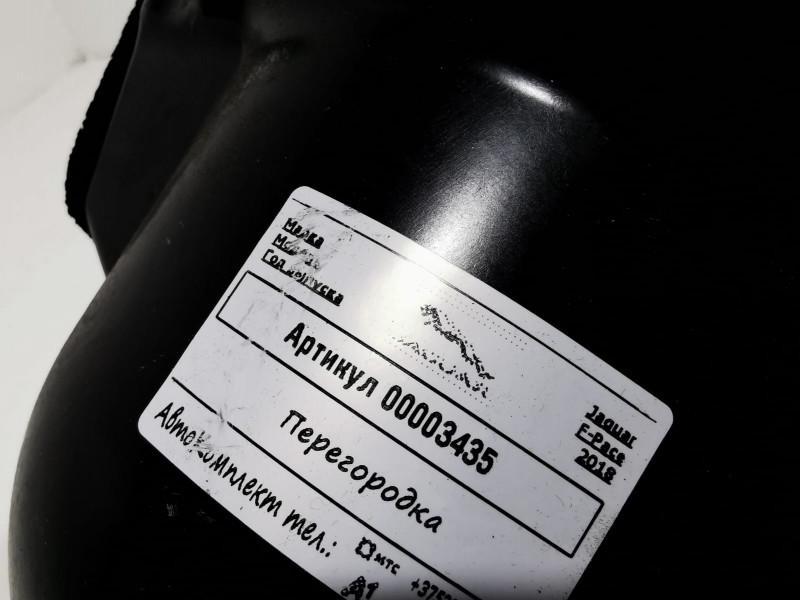 Марка
Модель
Год выпуска
Jaguar
F-Pace
2018
Артикул 00003435
Перегородка
Автокомплект тел.:
мтс
A1